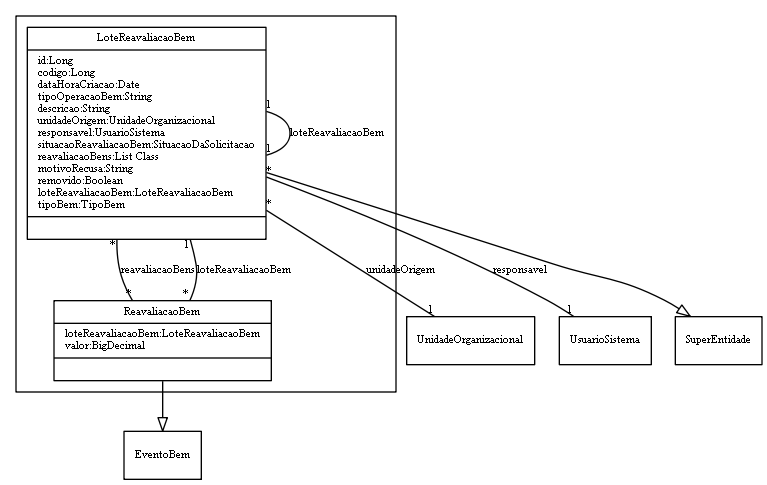 LoteReavaliacaoBem
id:Long
codigo:Long
dataHoraCriacao:Date
tipoOperacaoBem:String
descricao:String
unidadeOrigem:UnidadeOrganizacional
responsavel:UsuarioSistema
situacaoReavaliacaoBem:SituacaoDaSolicitacao
reavaliacaoBens:List Class
motivoRecusa:String
removido:Boolean
loteReavaliacaoBem:LoteReavaliacaoBem
tipoBem:TipoBem
1
loteReavaliacaoBem
1
*
*
* 1
reavaliacaoBens loteReavaliacaoBem unidadeOrigem responsavel
* * 1 1
ReavaliacaoBem
loteReavaliacaoBem:LoteReavaliacaoBem
valor:BigDecimal
UnidadeOrganizacional UsuarioSistema SuperEntidade
EventoBem